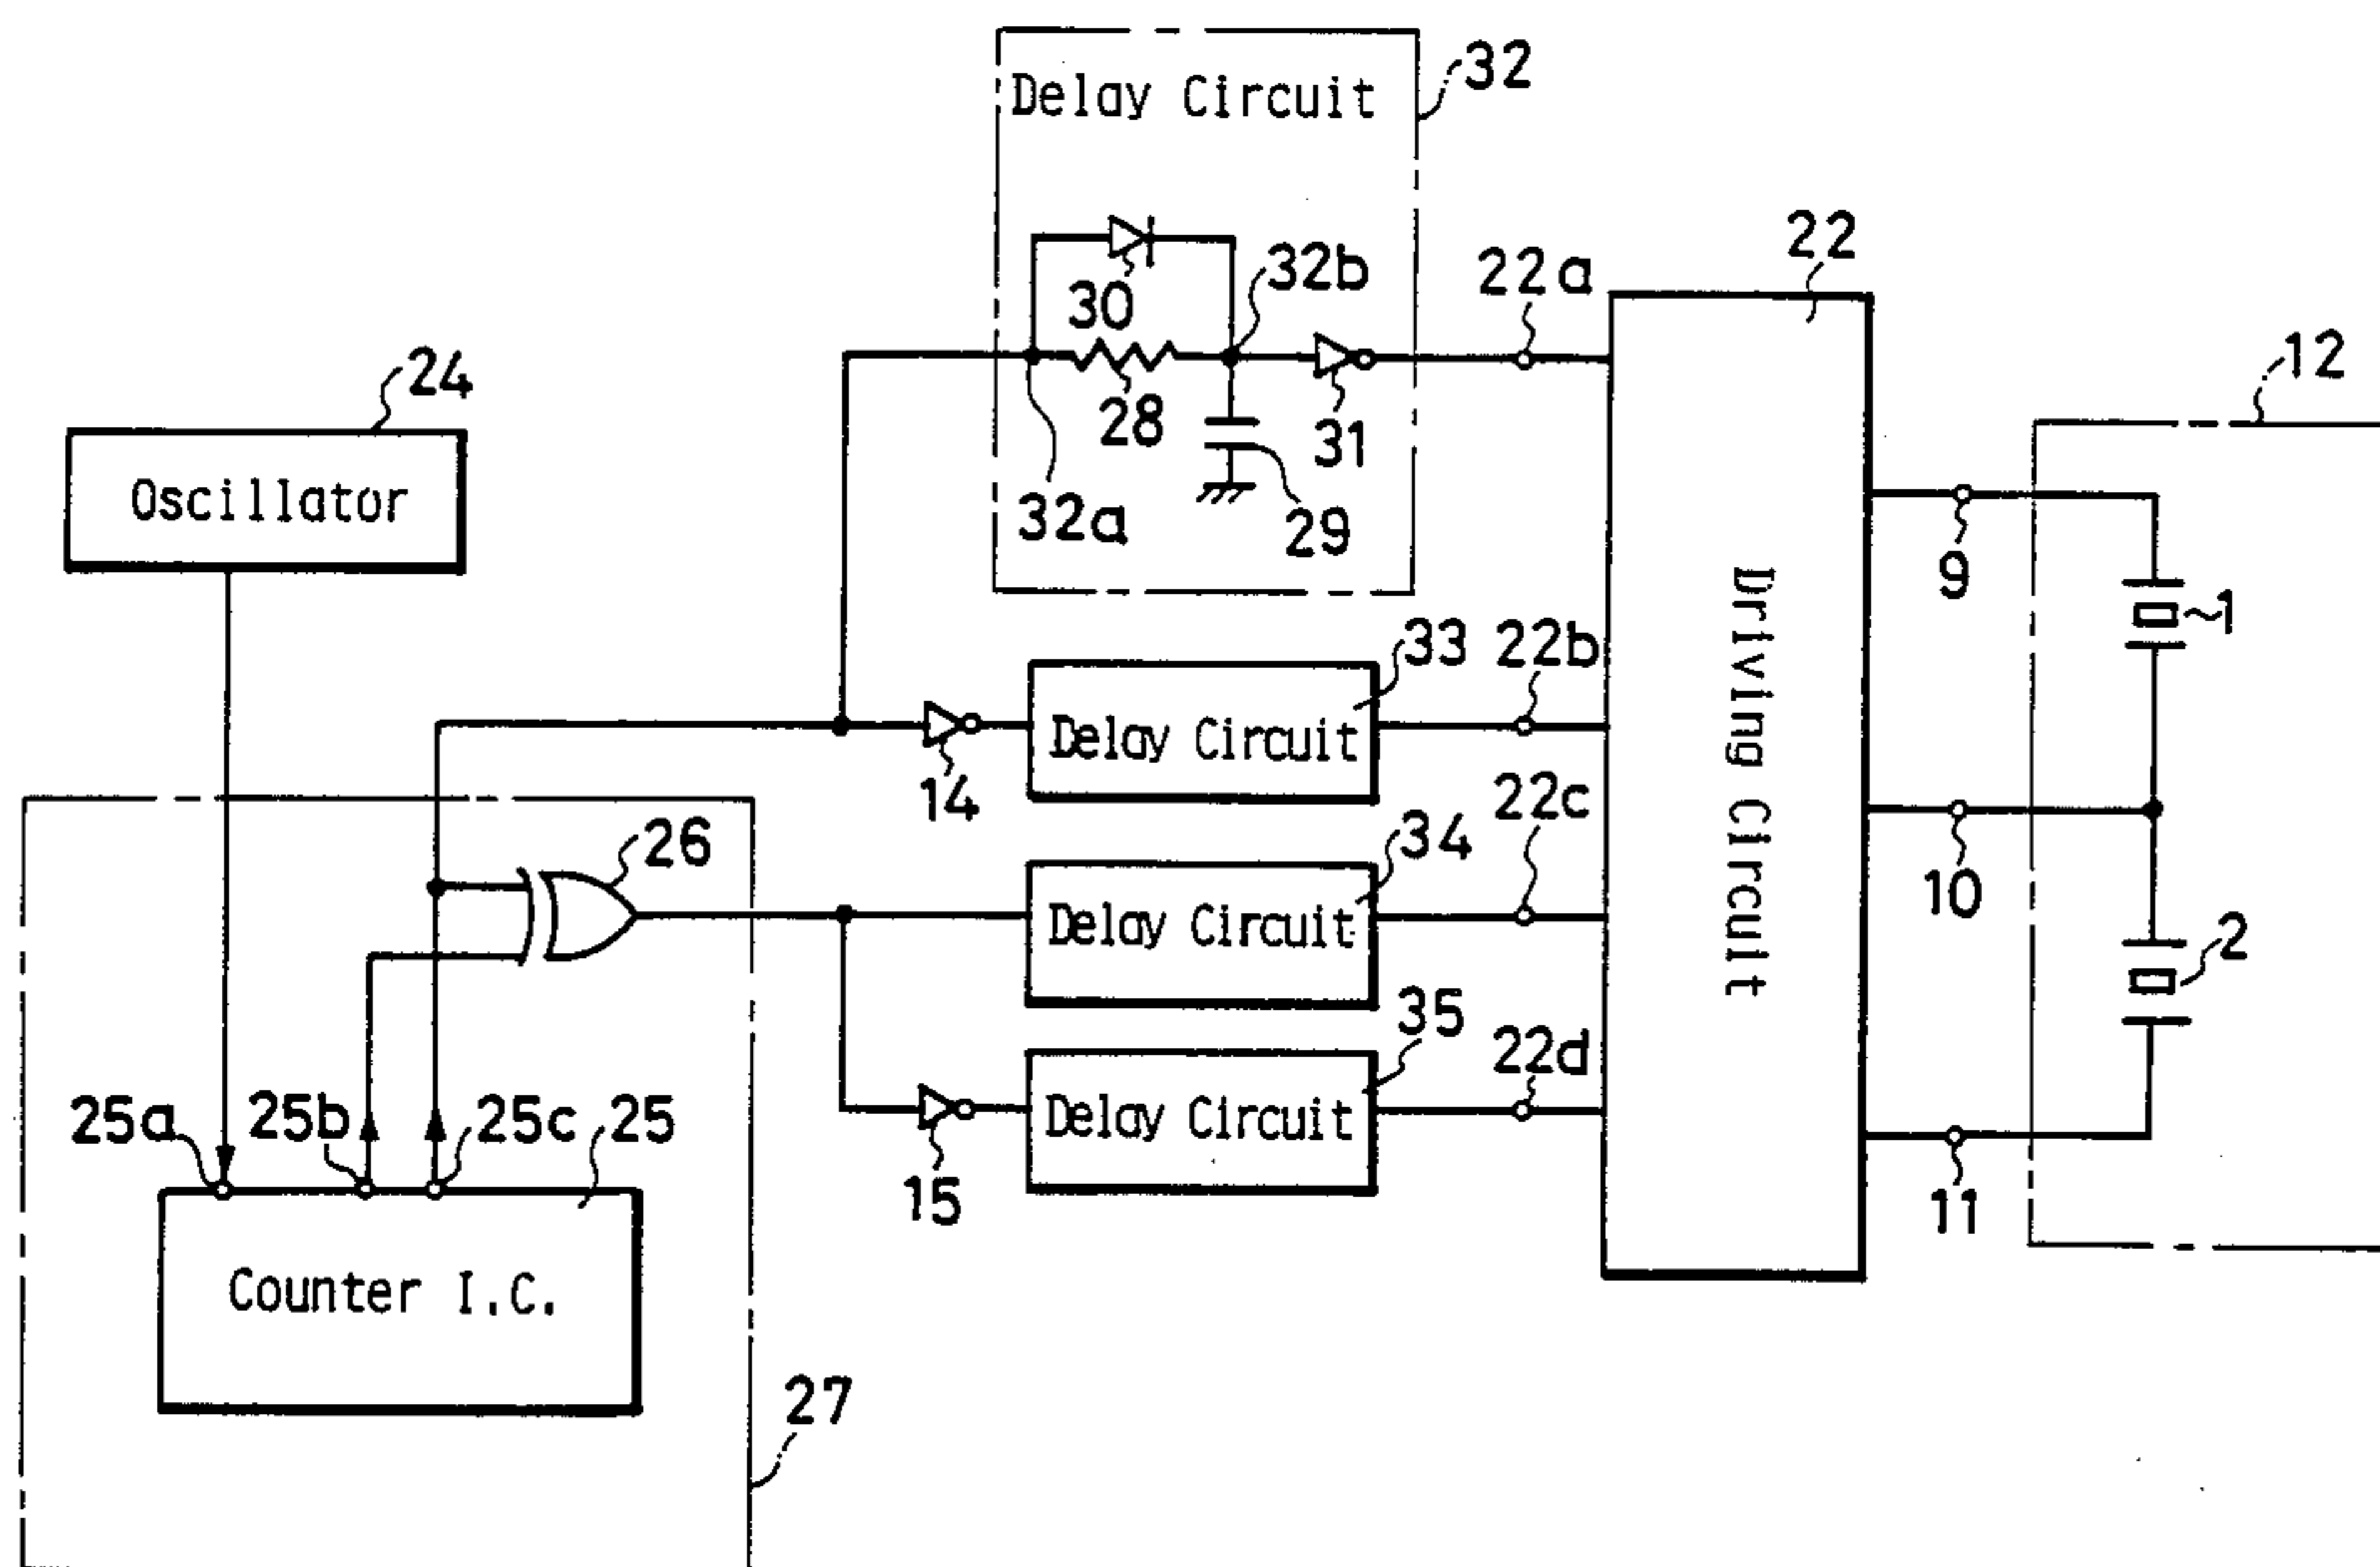 Delay Circuit
32
30
32b
22a
22
28
31
32a
29
24
Oscillator
12
9
~1
33
22b
Delay Circuit
14
Driving Circuit
22c
26
34
Delay Circuit
10
2
35
22d
Delay Circuit
15
25a
25b
25c
25
11
Counter I.C.
27